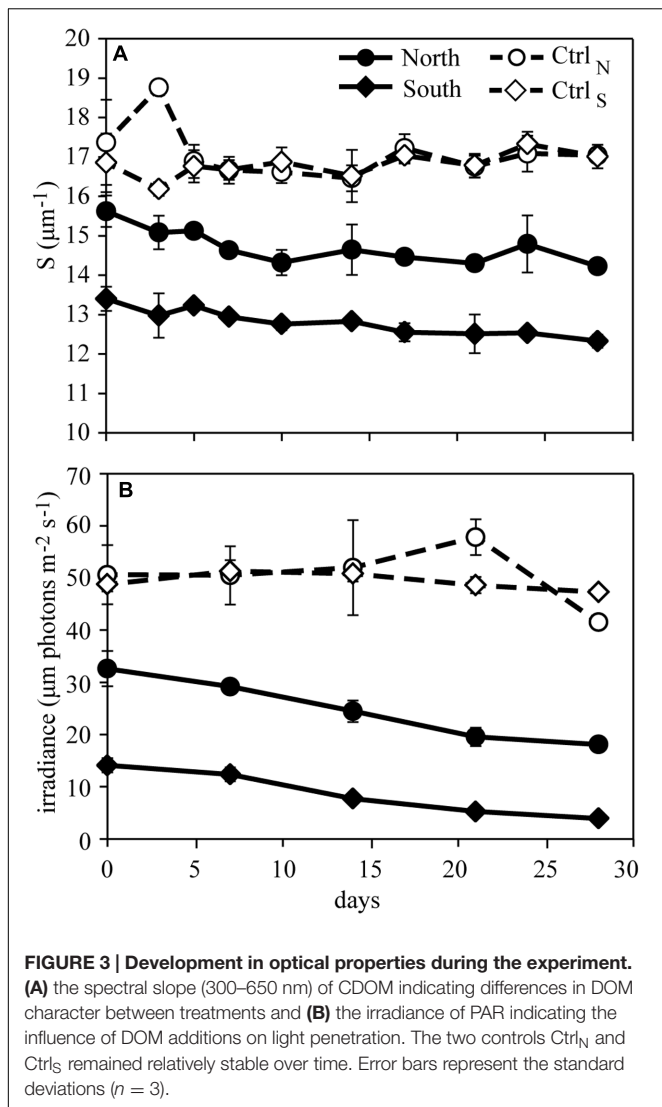 20
19
18
17
16
15
14
13
12
11
10
S (μm⁻¹)
A
North
South
Ctrl N
Ctrl S
70
60
50
40
30
20
10
0
irradiance (μm photons m⁻² s⁻¹)
B
0 5 10 15 20 25 30
days
FIGURE 3 | Development in optical properties during the experiment.
(A) the spectral slope (300–650 nm) of CDOM indicating differences in DOM
character between treatments and (B) the irradiance of PAR indicating the
influence of DOM additions on light penetration. The two controls CtrlN and
CtrlS remained relatively stable over time. Error bars represent the standard
deviations (n = 3).